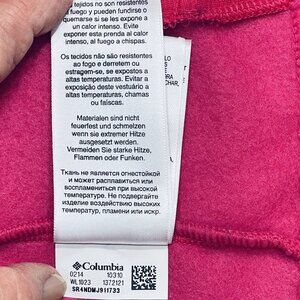 tejidos no son resistentes
al fuego y pueden fundirse o
quemarse si se les expone a
un calor intenso. Evite
exponer esta prenda al calor
intenso, al fuego a chispas.
Os tecidos não são resistentes
ao fogo e derretem ou
estragem-se, se expostos a
altas temperaturas. Evitar a
exposição deste vestuário a
altas temperaturas, chamas
ou faíscas.
Materialen sind nicht
feuerfest und schmelzen
wenn sie extremer Hitze
ausgesetzt werden.
Vermeiden Sie starke Hitze,
Flammen oder Funken.
Ткань не является огнестойкой
и может расплавиться или
воспламениться при высокой
температуре. Не подвергайте
изделие воздействию высоких
температур, пламени или искр.
Columbia
0214 10310
WL1023 1372121
SR4NDMJ911733